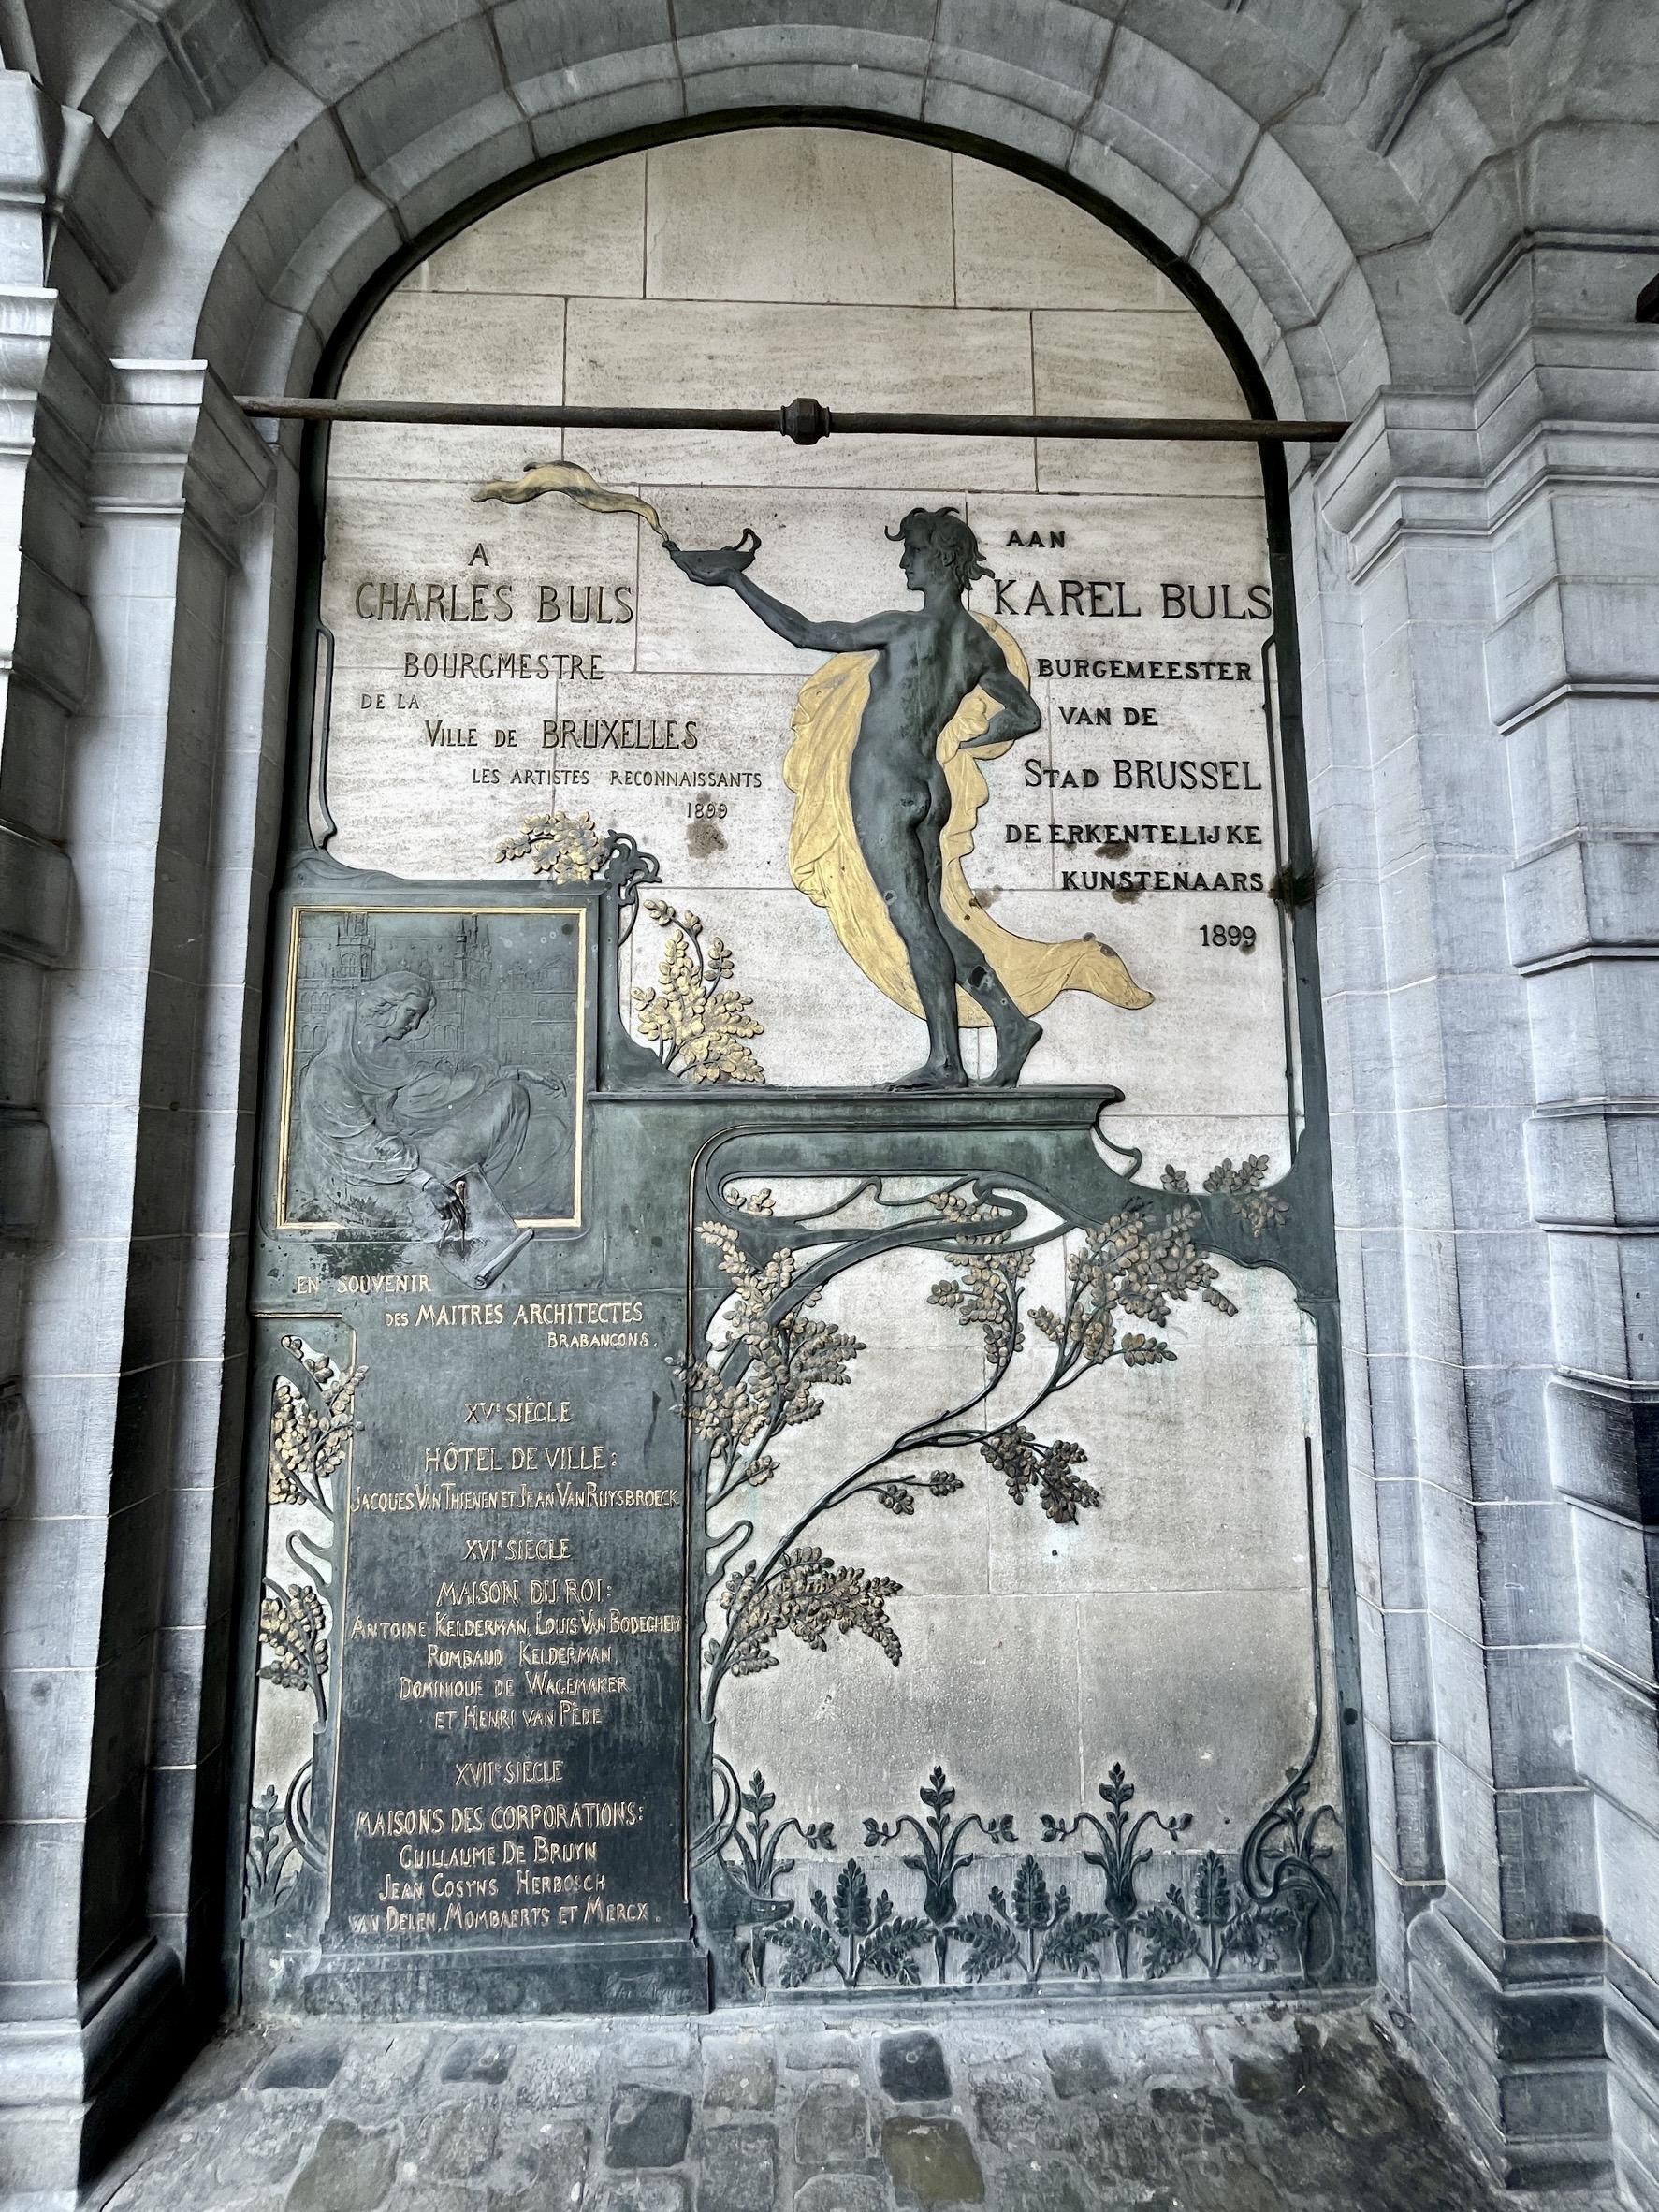 A
CHARLES BULS
BOURGMESTRE
DE LA
VILLE DE BRUXELLES
LES ARTISTES RECONNAISSANTS
1899
AAN
KAREL BULS
BURGEMEESTER
VAN DE
STAD BRUSSEL
DE ERKENTELIJKE
KUNSTENAARS
1899
EN SOUVENIR
DES MAITRES ARCHITECTES
BRABANÇONS.
XVE SIÈCLE
HÔTEL DE VILLE:
JACQUES VAN THIENEN ET JEAN VAN RUYSBROECK
XVIE SIÈCLE
MAISON DU ROI:
ANTOINE KELDERMAN, LOUIS VAN BODEGHEM
ROMBAUD KELDERMAN,
DOMINIQUE DE WAGEMAKER
ET HENRI VAN PÈDE
XVIIE SIÈCLE
MAISONS DES CORPORATIONS:
GUILLAUME DE BRUYN
JEAN COSYNS HERBOSCH
VAN DELEN, MOMBAERTS ET MERCX.